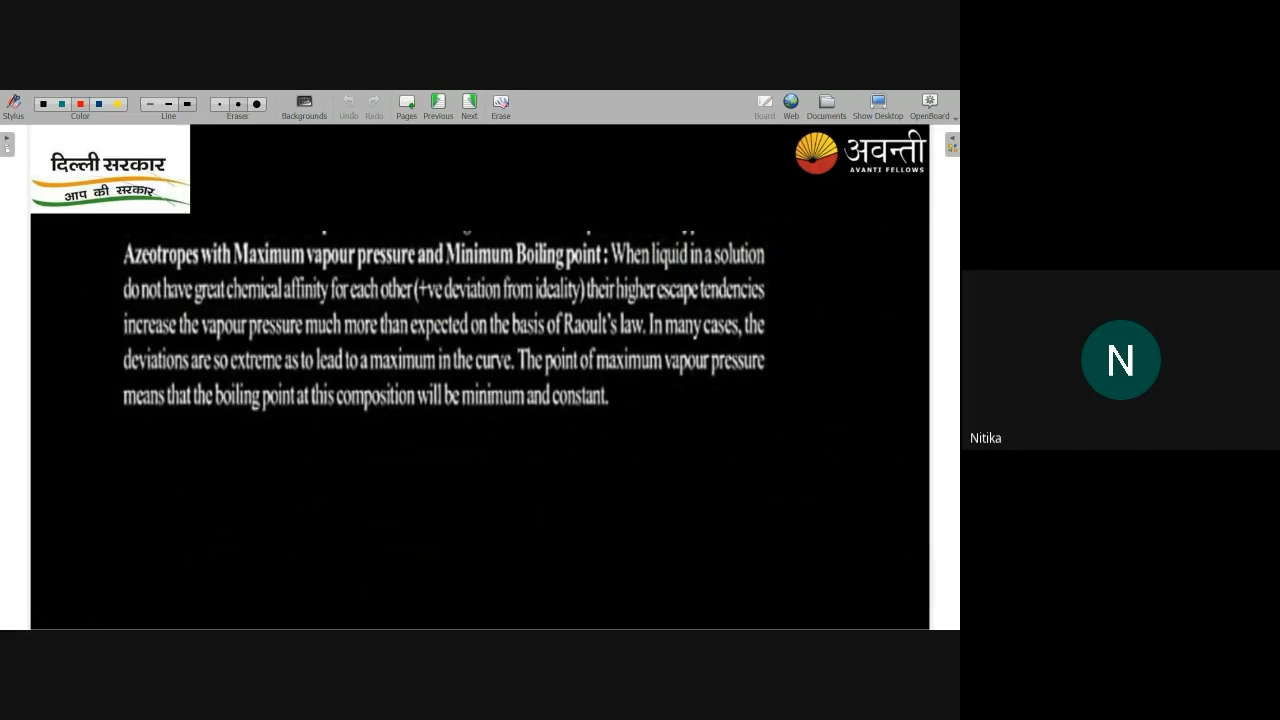 Stylus
Color
Line
Eraser
Backgrounds
Undo
Redo
Pages
Previous
Next
Erase
Board
Web
Documents
Show Desktop
OpenBoard
दिल्ली सरकार
आप की सरकार
अवन्ती
AVANTI FELLOWS
Azeotropes with Maximum vapour pressure and Minimum Boiling point : When liquid in a solution
do not have great chemical affinity for each other (+ve deviation from ideality) their higher escape tendencies
increase the vapour pressure much more than expected on the basis of Raoult's law. In many cases, the
deviations are so extreme as to lead to a maximum in the curve. The point of maximum vapour pressure
means that the boiling point at this composition will be minimum and constant.
N
Nitika